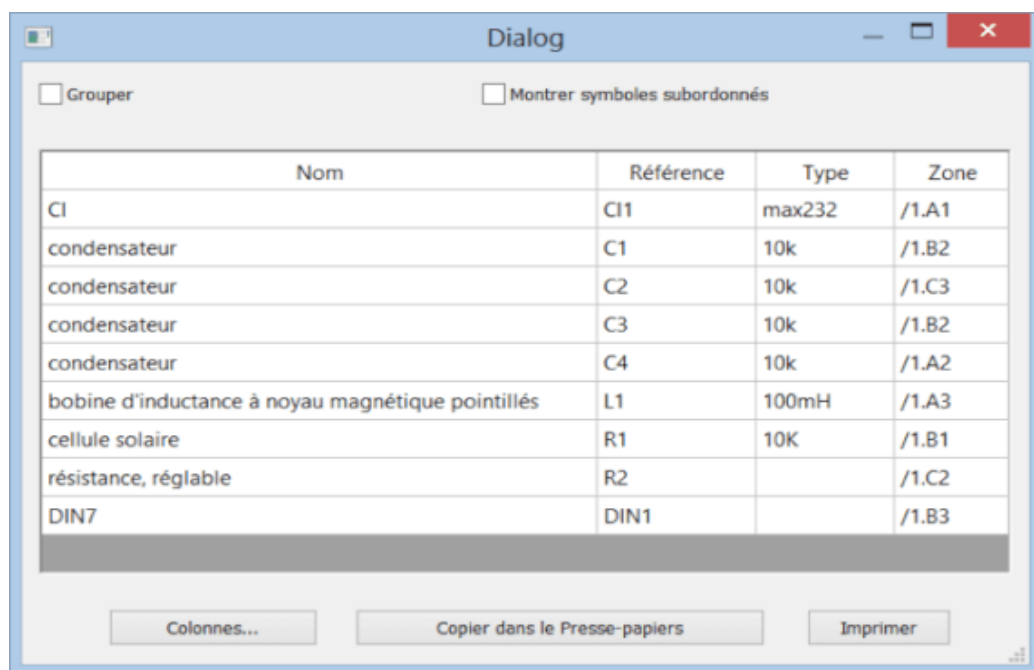 Dialog
Grouper Montrer symboles subordonnés
Nom Référence Type Zone
CI CI1 max232 /1.A1
condensateur C1 10k /1.B2
condensateur C2 10k /1.C3
condensateur C3 10k /1.B2
condensateur C4 10k /1.A2
bobine d'inductance à noyau magnétique pointillés L1 100mH /1.A3
cellule solaire R1 10K /1.B1
résistance, réglable R2 /1.C2
DIN7 DIN1 /1.B3
Colonnes... Copier dans le Presse-papiers Imprimer